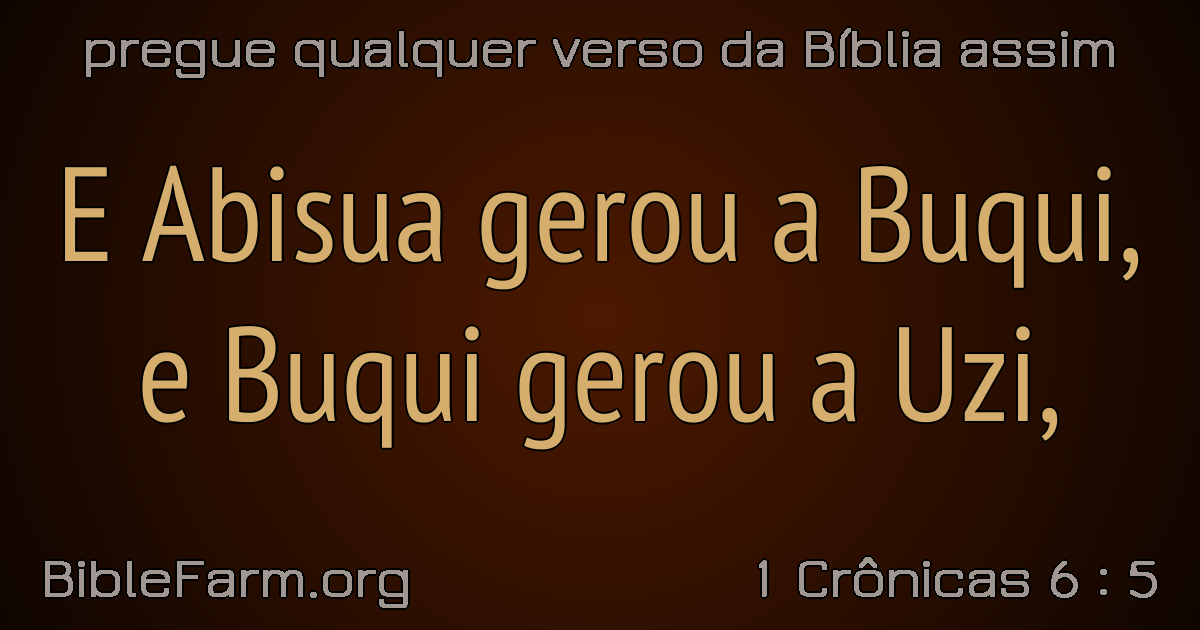 pregue qualquer verso da Bíblia assim
E Abisua gerou a Buqui,
e Buqui gerou a Uzi,
BibleFarm.org
1 Crônicas 6 : 5